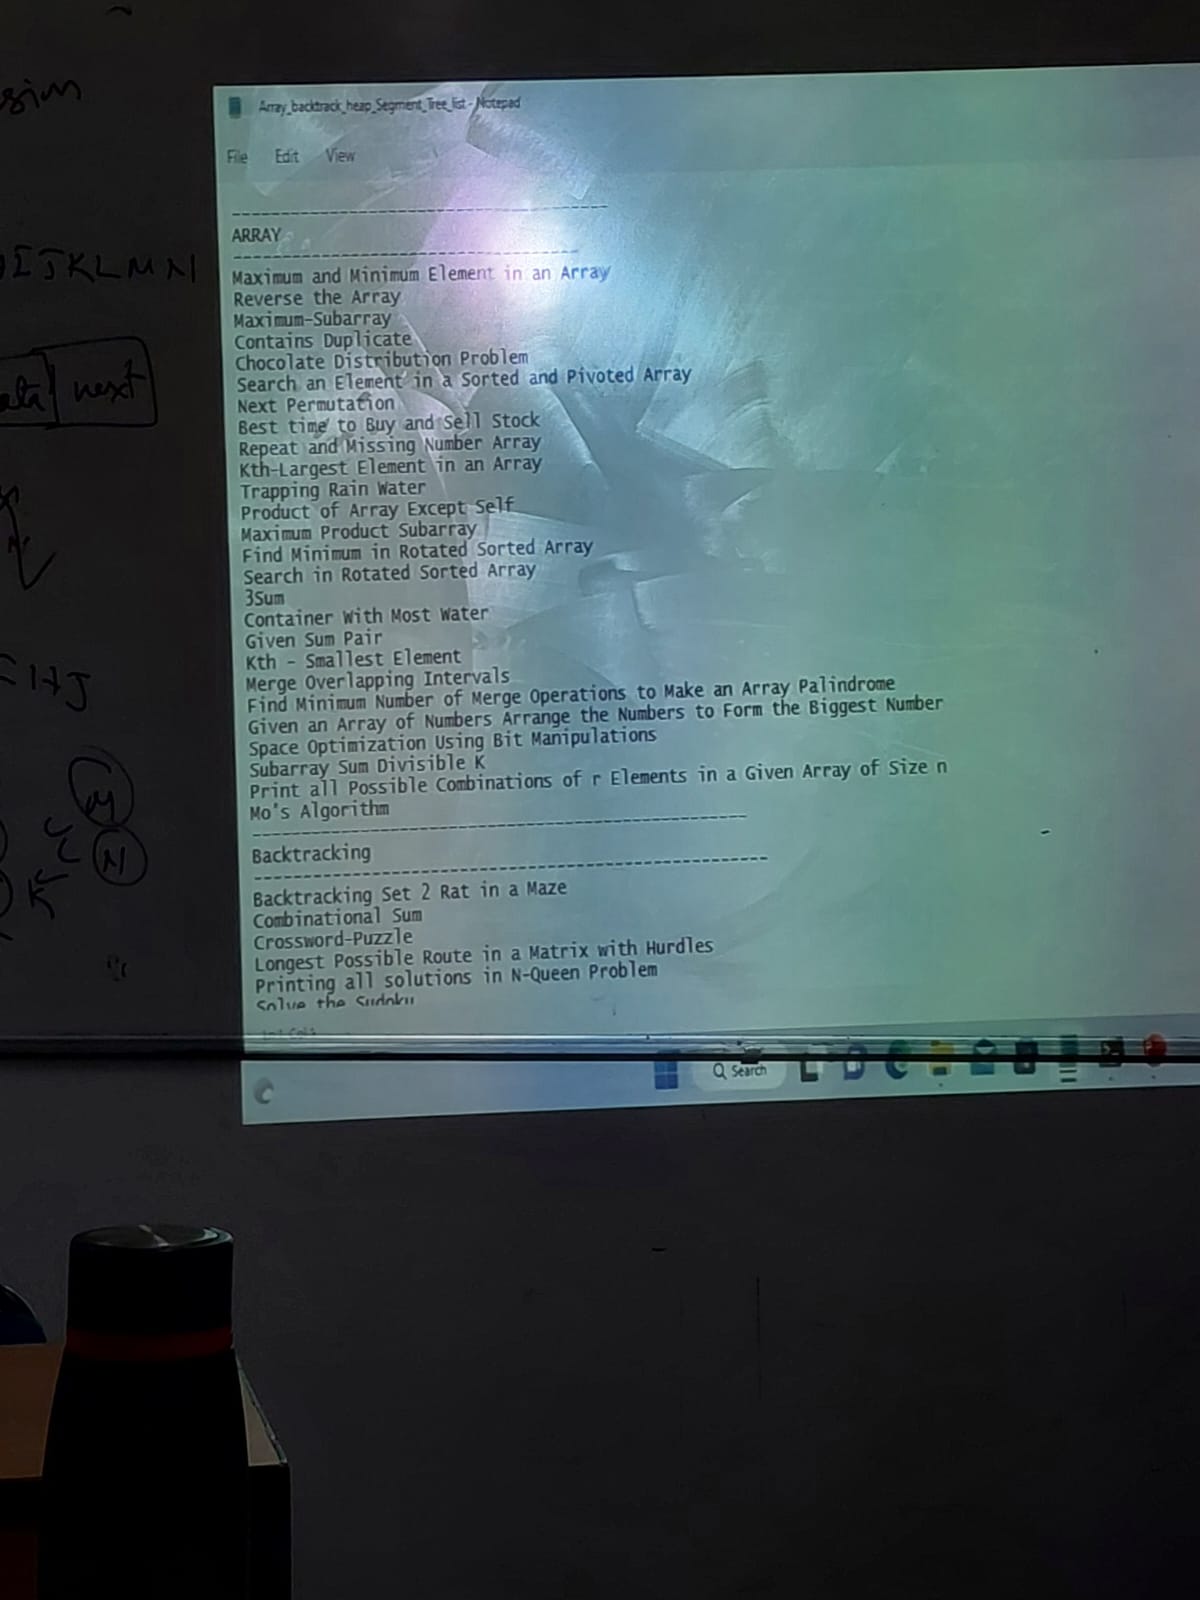 Array_backtrack_heap_Segment_Tree_list - Notepad
File Edit View
------------------------------------------------
ARRAY
------------------------------------------------
Maximum and Minimum Element in an Array
Reverse the Array
Maximum-Subarray
Contains Duplicate
Chocolate Distribution Problem
Search an Element in a Sorted and Pivoted Array
Next Permutation
Best time to Buy and Sell Stock
Repeat and Missing Number Array
Kth-Largest Element in an Array
Trapping Rain Water
Product of Array Except Self
Maximum Product Subarray
Find Minimum in Rotated Sorted Array
Search in Rotated Sorted Array
3Sum
Container With Most Water
Given Sum Pair
Kth - Smallest Element
Merge Overlapping Intervals
Find Minimum Number of Merge Operations to Make an Array Palindrome
Given an Array of Numbers Arrange the Numbers to Form the Biggest Number
Space Optimization Using Bit Manipulations
Subarray Sum Divisible K
Print all Possible Combinations of r Elements in a Given Array of Size n
Mo's Algorithm
------------------------------------------------
Backtracking
------------------------------------------------
Backtracking Set 2 Rat in a Maze
Combinational Sum
Crossword-Puzzle
Longest Possible Route in a Matrix with Hurdles
Printing all solutions in N-Queen Problem
Solve the Sudoku
Search
IJKLMN
next
HJ
N
K